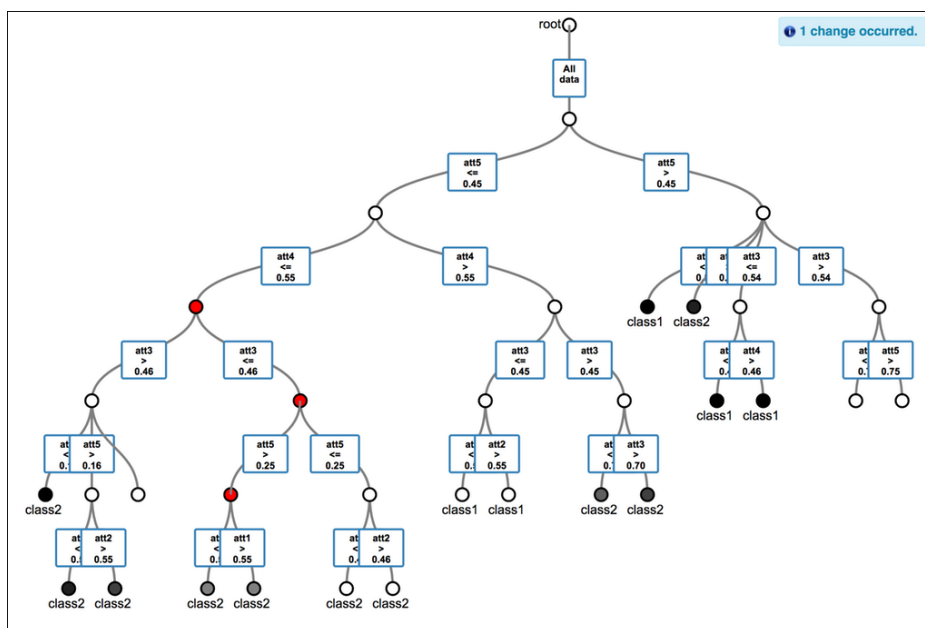 root
1 change occurred.
All
data
att5
<=
0.45
att5
>
0.45
att4
<=
0.55
att4
>
0.55
att3
<=
0.54
att3
>
0.54
class1
class2
att3
>
0.46
att3
<=
0.46
att3
<=
0.45
att3
>
0.45
att4
>
0.46
att5
>
0.75
class1
class1
att5
>
0.16
att5
>
0.25
att5
<=
0.25
att2
>
0.55
att3
>
0.70
class2
class1
class1
class2
class2
att2
>
0.55
att1
>
0.55
att2
>
0.46
class2
class2
class2
class2
class2
class2